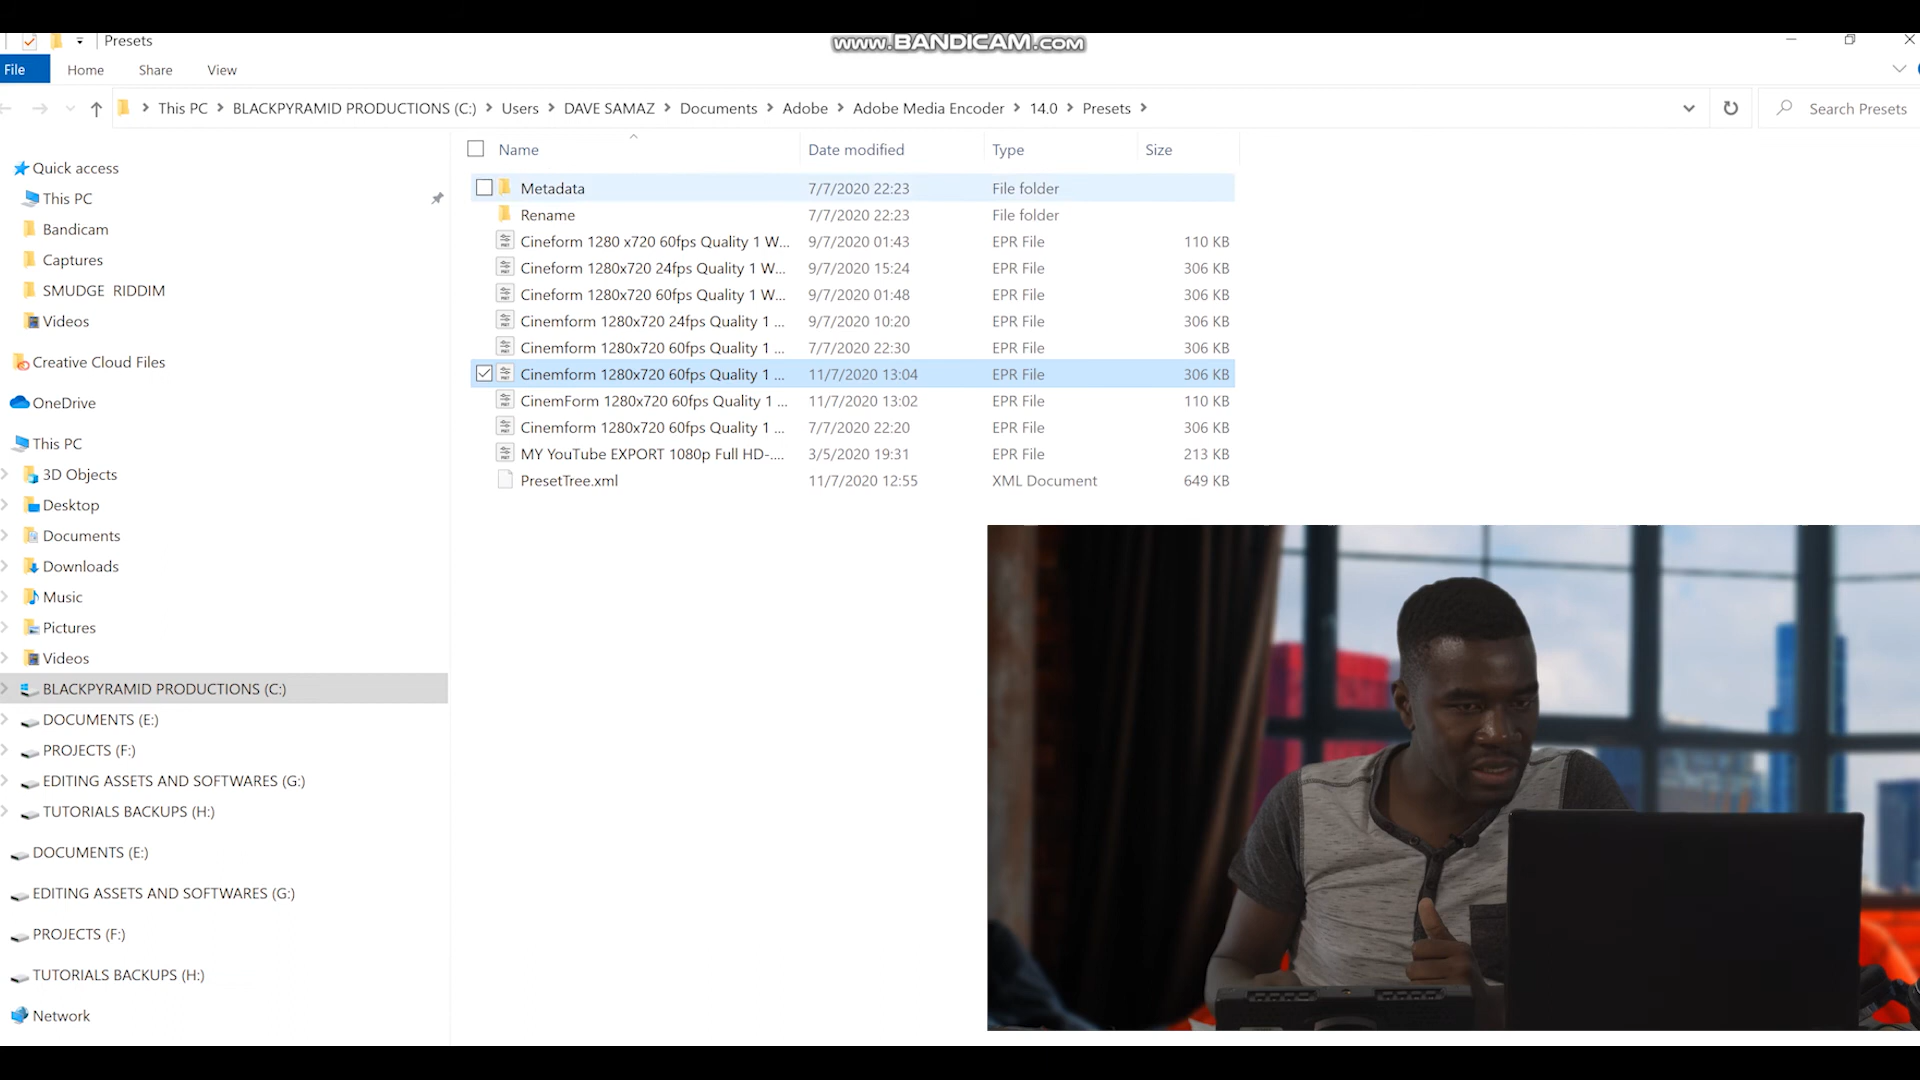 Presets
www.BANDICAM.com
File Home Share View
This PC BLACKPYRAMID PRODUCTIONS (C:) Users DAVE SAMAZ Documents Adobe Adobe Media Encoder 14.0 Presets
Search Presets
Name Date modified Type Size
Metadata 7/7/2020 22:23 File folder
Rename 7/7/2020 22:23 File folder
Cineform 1280 x720 60fps Quality 1 W... 9/7/2020 01:43 EPR File 110 KB
Cineform 1280x720 24fps Quality 1 W... 9/7/2020 15:24 EPR File 306 KB
Cineform 1280x720 60fps Quality 1 W... 9/7/2020 01:48 EPR File 306 KB
Cinemform 1280x720 24fps Quality 1 ... 9/7/2020 10:20 EPR File 306 KB
Cinemform 1280x720 60fps Quality 1 ... 7/7/2020 22:30 EPR File 306 KB
Cinemform 1280x720 60fps Quality 1 ... 11/7/2020 13:04 EPR File 306 KB
CinemForm 1280x720 60fps Quality 1 ... 11/7/2020 13:02 EPR File 110 KB
Cinemform 1280x720 60fps Quality 1 ... 7/7/2020 22:20 EPR File 306 KB
MY YouTube EXPORT 1080p Full HD-.... 3/5/2020 19:31 EPR File 213 KB
PresetTree.xml 11/7/2020 12:55 XML Document 649 KB
Quick access
This PC
Bandicam
Captures
SMUDGE RIDDIM
Videos
Creative Cloud Files
OneDrive
This PC
3D Objects
Desktop
Documents
Downloads
Music
Pictures
Videos
BLACKPYRAMID PRODUCTIONS (C:)
DOCUMENTS (E:)
PROJECTS (F:)
EDITING ASSETS AND SOFTWARES (G:)
TUTORIALS BACKUPS (H:)
DOCUMENTS (E:)
EDITING ASSETS AND SOFTWARES (G:)
PROJECTS (F:)
TUTORIALS BACKUPS (H:)
Network